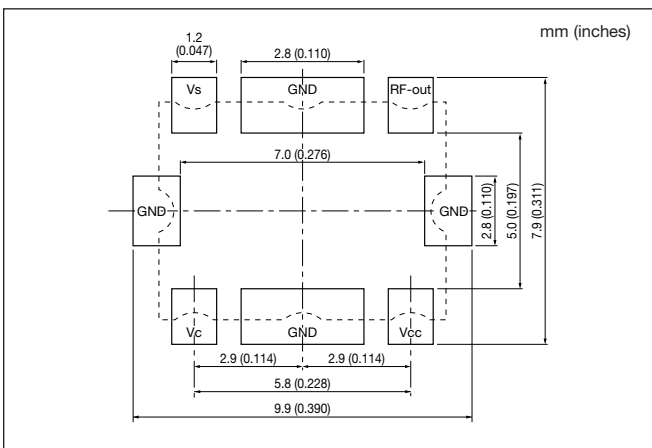 mm (inches)
1.2
(0.047)
2.8 (0.110)
Vs
GND
RF-out
7.0 (0.276)
GND
GND
2.8 (0.110)
5.0 (0.197)
7.9 (0.311)
Vc
GND
Vcc
2.9 (0.114)
2.9 (0.114)
5.8 (0.228)
9.9 (0.390)